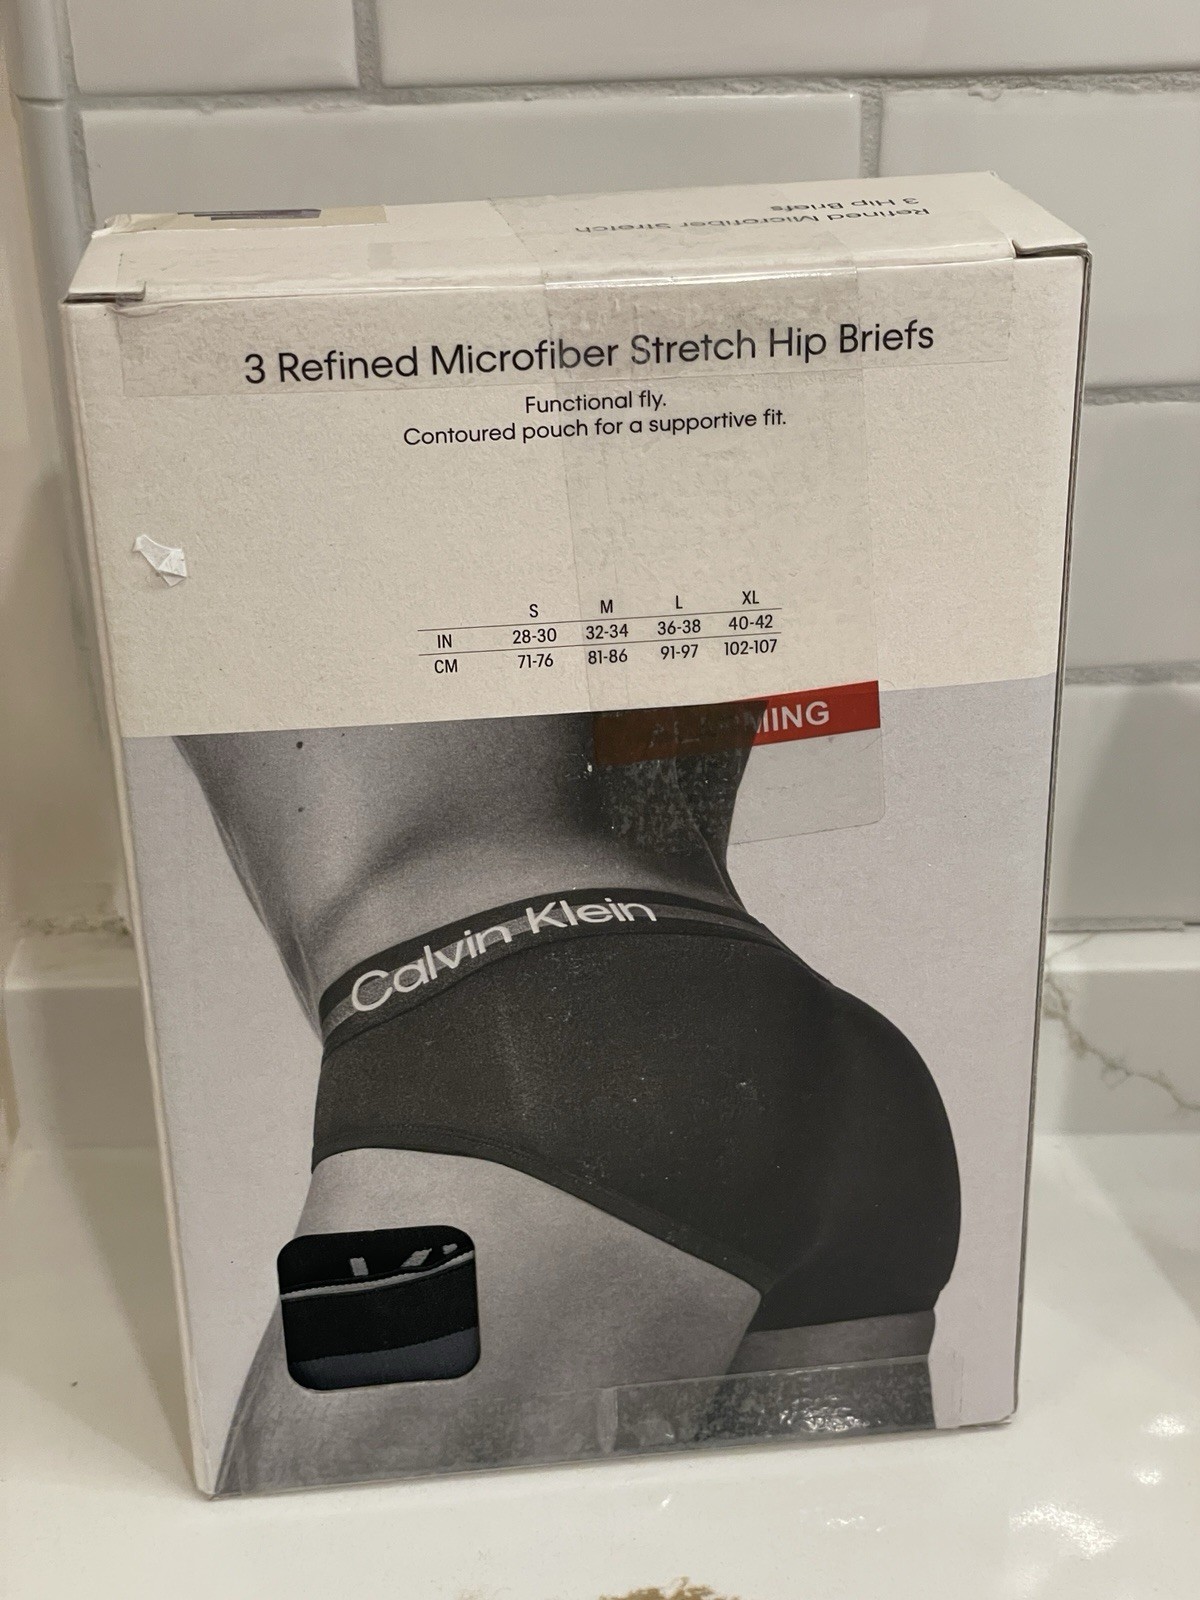 Refined Microfiber Stretch
3 Hip Briefs
3 Refined Microfiber Stretch Hip Briefs
Functional fly.
Contoured pouch for a supportive fit.
S M L XL
IN 28-30 32-34 36-38 40-42
CM 71-76 81-86 91-97 102-107
Calvin Klein